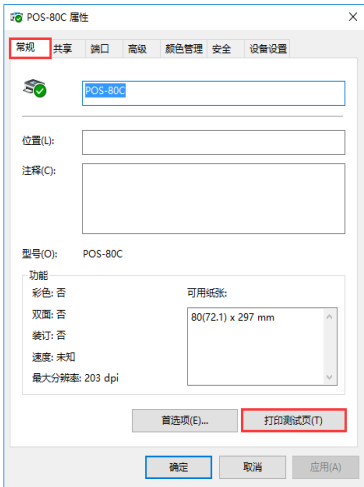 POS-80C 属性
常规 共享 端口 高级 颜色管理 安全 设备设置
POS-80C
位置(L):
注释(C):
型号(O): POS-80C
功能
彩色: 否 可用纸张:
双面: 否 80(72.1) x 297 mm
装订: 否
速度: 未知
最大分辨率: 203 dpi
首选项(E)... 打印测试页(T)
确定 取消 应用(A)